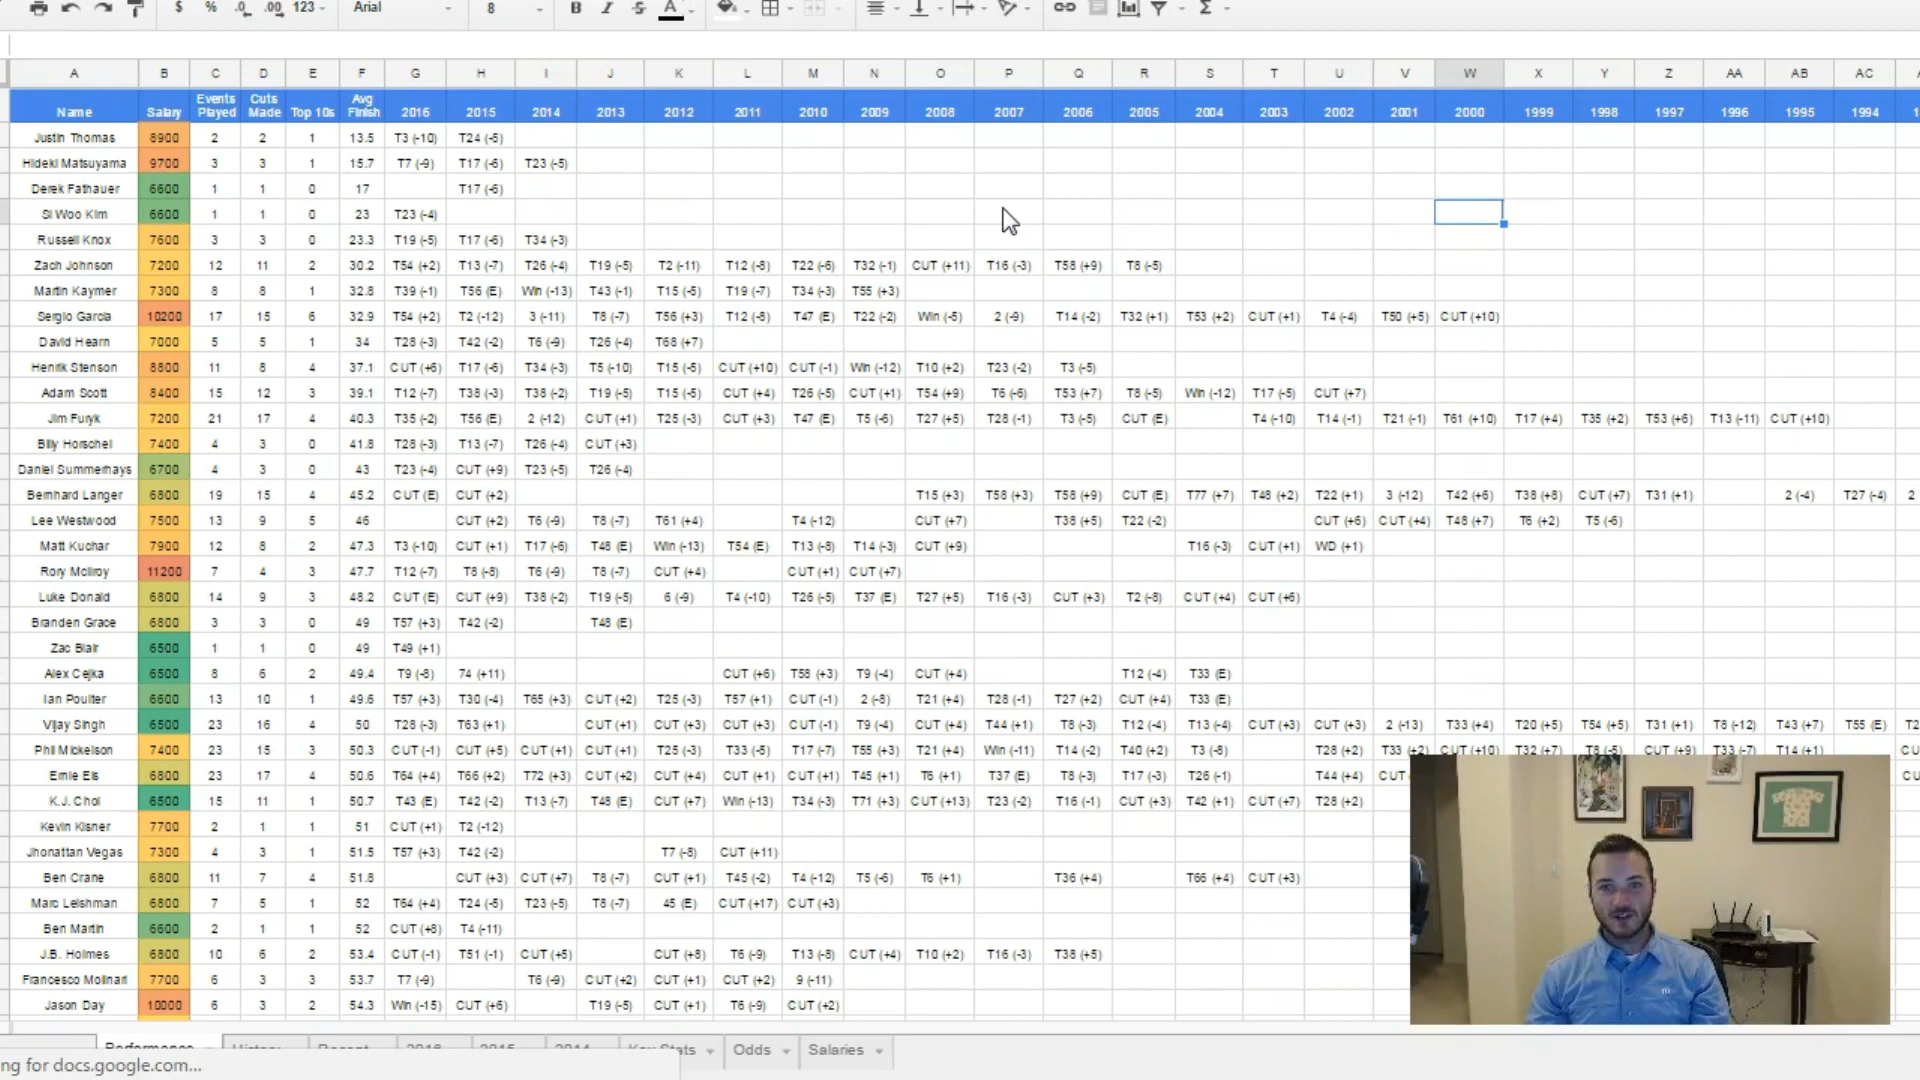 $ % .0 .00 123 Arial 8 B I S A Σ
A B C D E F G H I J K L M N O P Q R S T U V W X Y Z AA AB AC
Name Salary Events Played Cuts Made Top 10s Avg Finish 2016 2015 2014 2013 2012 2011 2010 2009 2008 2007 2006 2005 2004 2003 2002 2001 2000 1999 1998 1997 1996 1995 1994
Justin Thomas 8900 2 2 1 13.5 T3 (-10) T24 (-5)
Hideki Matsuyama 9700 3 3 1 15.7 T7 (-9) T17 (-6) T23 (-5)
Derek Fathauer 6600 1 1 0 17 T17 (-6)
Si Woo Kim 6600 1 1 0 23 T23 (-4)
Russell Knox 7600 3 3 0 23.3 T19 (-5) T17 (-6) T34 (-3)
Zach Johnson 7200 12 11 2 30.2 T54 (+2) T13 (-7) T26 (-4) T19 (-5) T2 (-11) T12 (-8) T22 (-6) T32 (-1) CUT (+11) T16 (-3) T58 (+9) T8 (-5)
Martin Kaymer 7300 8 8 1 32.8 T39 (-1) T56 (E) Win (-13) T43 (-1) T15 (-5) T19 (-7) T34 (-3) T55 (+3)
Sergio Garcia 10200 17 15 6 32.9 T54 (+2) T2 (-12) 3 (-11) T8 (-7) T56 (+3) T12 (-8) T47 (E) T22 (-2) Win (-5) 2 (-9) T14 (-2) T32 (+1) T53 (+2) CUT (+1) T4 (-4) T50 (+5) CUT (+10)
David Hearn 7000 5 5 1 34 T28 (-3) T42 (-2) T6 (-9) T26 (-4) T68 (+7)
Henrik Stenson 8800 11 8 4 37.1 CUT (+6) T17 (-6) T34 (-3) T5 (-10) T15 (-5) CUT (+10) CUT (-1) Win (-12) T10 (+2) T23 (-2) T3 (-5)
Adam Scott 8400 15 12 3 39.1 T12 (-7) T38 (-3) T38 (-2) T19 (-5) T15 (-5) CUT (+4) T26 (-5) CUT (+1) T54 (+9) T6 (-6) T53 (+7) T8 (-5) Win (-12) T17 (-5) CUT (+7)
Jim Furyk 7200 21 17 4 40.3 T35 (-2) T56 (E) 2 (-12) CUT (+1) T25 (-3) CUT (+3) T47 (E) T5 (-6) T27 (+5) T28 (-1) T3 (-5) CUT (E) T4 (-10) T14 (-1) T21 (-1) T61 (+10) T17 (+4) T35 (+2) T53 (+6) T13 (-11) CUT (+10)
Billy Horschel 7400 4 3 0 41.8 T28 (-3) T13 (-7) T26 (-4) CUT (+3)
Daniel Summerhays 6700 4 3 0 43 T23 (-4) CUT (+9) T23 (-5) T26 (-4)
Bernhard Langer 6800 19 15 4 45.2 CUT (E) CUT (+2) T15 (+3) T58 (+3) T58 (+9) CUT (E) T77 (+7) T48 (+2) T22 (+1) 3 (-12) T42 (+6) T38 (+8) CUT (+7) T31 (+1) 2 (-4) T27 (-4) 2
Lee Westwood 7500 13 9 5 46 CUT (+2) T6 (-9) T8 (-7) T61 (+4) T4 (-12) CUT (+7) T38 (+5) T22 (-2) CUT (+6) CUT (+4) T48 (+7) T6 (+2) T5 (-6)
Matt Kuchar 7900 12 8 2 47.3 T3 (-10) CUT (+1) T17 (-6) T48 (E) Win (-13) T54 (E) T13 (-8) T14 (-3) CUT (+9) T16 (-3) CUT (+1) WD (+1)
Rory McIlroy 11200 7 4 3 47.7 T12 (-7) T8 (-8) T6 (-9) T8 (-7) CUT (+4) CUT (+1) CUT (+7)
Luke Donald 6800 14 9 3 48.2 CUT (E) CUT (+9) T38 (-2) T19 (-5) 6 (-9) T4 (-10) T26 (-5) T37 (E) T27 (+5) T16 (-3) CUT (+3) T2 (-8) CUT (+4) CUT (+6)
Branden Grace 6800 3 3 0 49 T57 (+3) T42 (-2) T48 (E)
Zac Blair 6500 1 1 0 49 T49 (+1)
Alex Cejka 6500 8 6 2 49.4 T9 (-8) 74 (+11) CUT (+6) T58 (+3) T9 (-4) CUT (+4) T12 (-4) T33 (E)
Ian Poulter 6600 13 10 1 49.6 T57 (+3) T30 (-4) T65 (+3) CUT (+2) T25 (-3) T57 (+1) CUT (-1) 2 (-8) T21 (+4) T28 (-1) T27 (+2) CUT (+4) T33 (E)
Vijay Singh 6500 23 16 4 50 T28 (-3) T63 (+1) CUT (+1) CUT (+3) CUT (+3) CUT (-1) T9 (-4) CUT (+4) T44 (+1) T8 (-3) T12 (-4) T13 (-4) CUT (+3) CUT (+3) 2 (-13) T33 (+4) T20 (+5) T54 (+5) T31 (+1) T8 (-12) T43 (+7) T55 (E) T2
Phil Mickelson 7400 23 15 3 50.3 CUT (-1) CUT (+5) CUT (+1) CUT (+1) T25 (-3) T33 (-5) T17 (-7) T55 (+3) T21 (+4) Win (-11) T14 (-2) T40 (+2) T3 (-8) T28 (+2) T33 (+2) CUT (+10) T32 (+7) T8 (-5) CUT (+9) T33 (-7) T14 (+1) CU
Ernie Els 6800 23 17 4 50.6 T64 (+4) T66 (+2) T72 (+3) CUT (+2) CUT (+4) CUT (+1) CUT (+1) T45 (+1) T6 (+1) T37 (E) T8 (-3) T17 (-3) T26 (-1) T44 (+4) CUT CU
K.J. Choi 6500 15 11 1 50.7 T43 (E) T42 (-2) T13 (-7) T48 (E) CUT (+7) Win (-13) T34 (-3) T71 (+3) CUT (+13) T23 (-2) T16 (-1) CUT (+3) T42 (+1) CUT (+7) T28 (+2)
Kevin Kisner 7700 2 1 1 51 CUT (+1) T2 (-12)
Jhonattan Vegas 7300 4 3 1 51.5 T57 (+3) T42 (-2) T7 (-8) CUT (+11)
Ben Crane 6800 11 7 4 51.8 CUT (+3) CUT (+7) T8 (-7) CUT (+1) T45 (-2) T4 (-12) T5 (-6) T6 (+1) T36 (+4) T66 (+4) CUT (+3)
Marc Leishman 6800 7 5 1 52 T64 (+4) T24 (-5) T23 (-5) T8 (-7) 45 (E) CUT (+17) CUT (+3)
Ben Martin 6600 2 1 1 52 CUT (+8) T4 (-11)
J.B. Holmes 6800 10 6 2 53.4 CUT (-1) T51 (-1) CUT (+5) CUT (+8) T6 (-9) T13 (-8) CUT (+4) T10 (+2) T16 (-3) T38 (+5)
Francesco Molinari 7700 6 3 3 53.7 T7 (-9) T6 (-9) CUT (+2) CUT (+1) CUT (+2) 9 (-11)
Jason Day 10000 6 3 2 54.3 Win (-15) CUT (+6) T19 (-5) CUT (+1) T6 (-9) CUT (+2)
Performance History Recent 2016 2015 2014 Key Stats Odds Salaries
ng for docs.google.com...